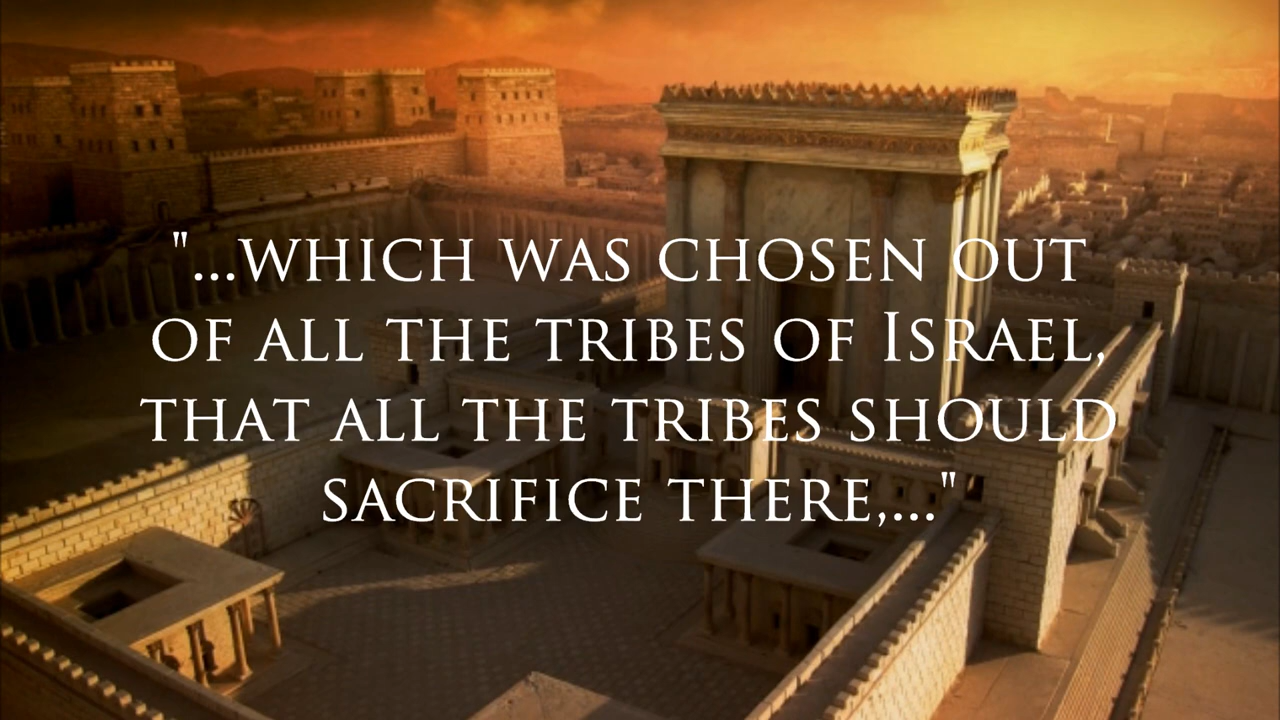 "...which was chosen out
of all the tribes of Israel,
that all the tribes should
sacrifice there,..."